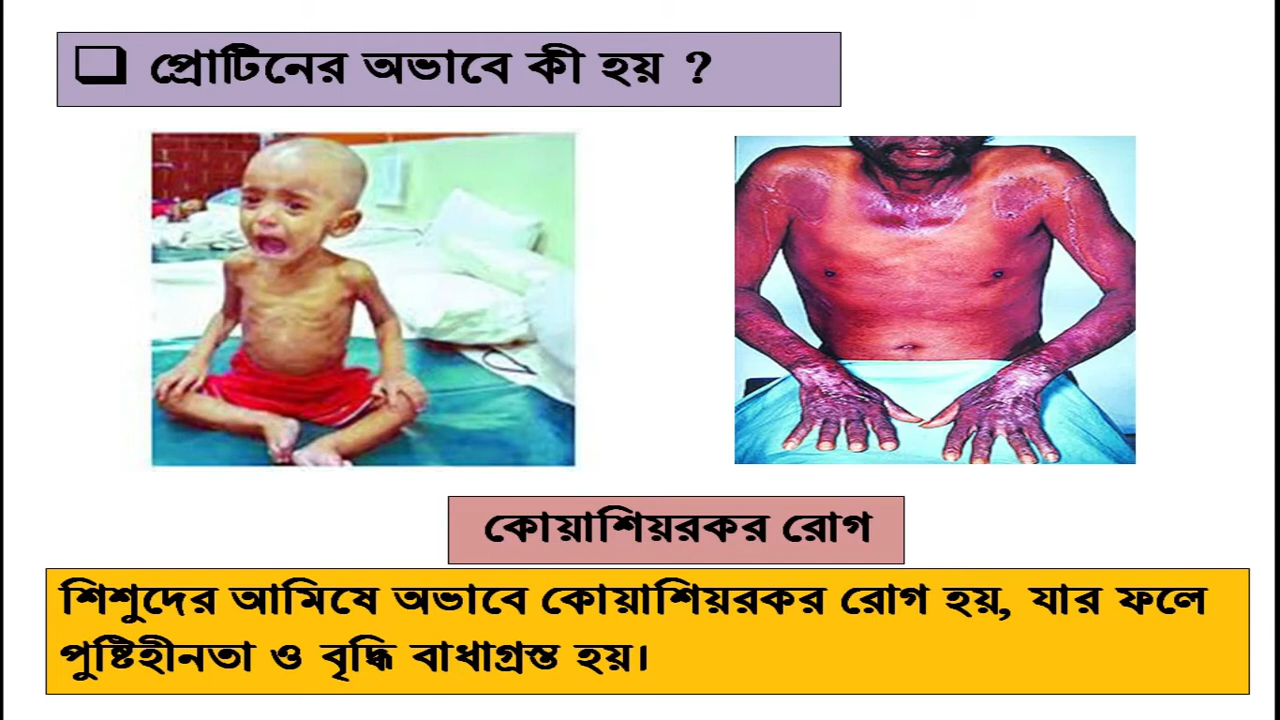 প্রোটিনের অভাবে কী হয় ?
কোয়াশিয়রকর রোগ
শিশুদের আমিষে অভাবে কোয়াশিয়রকর রোগ হয়, যার ফলে
পুষ্টিহীনতা ও বৃদ্ধি বাধাগ্রস্ত হয়।